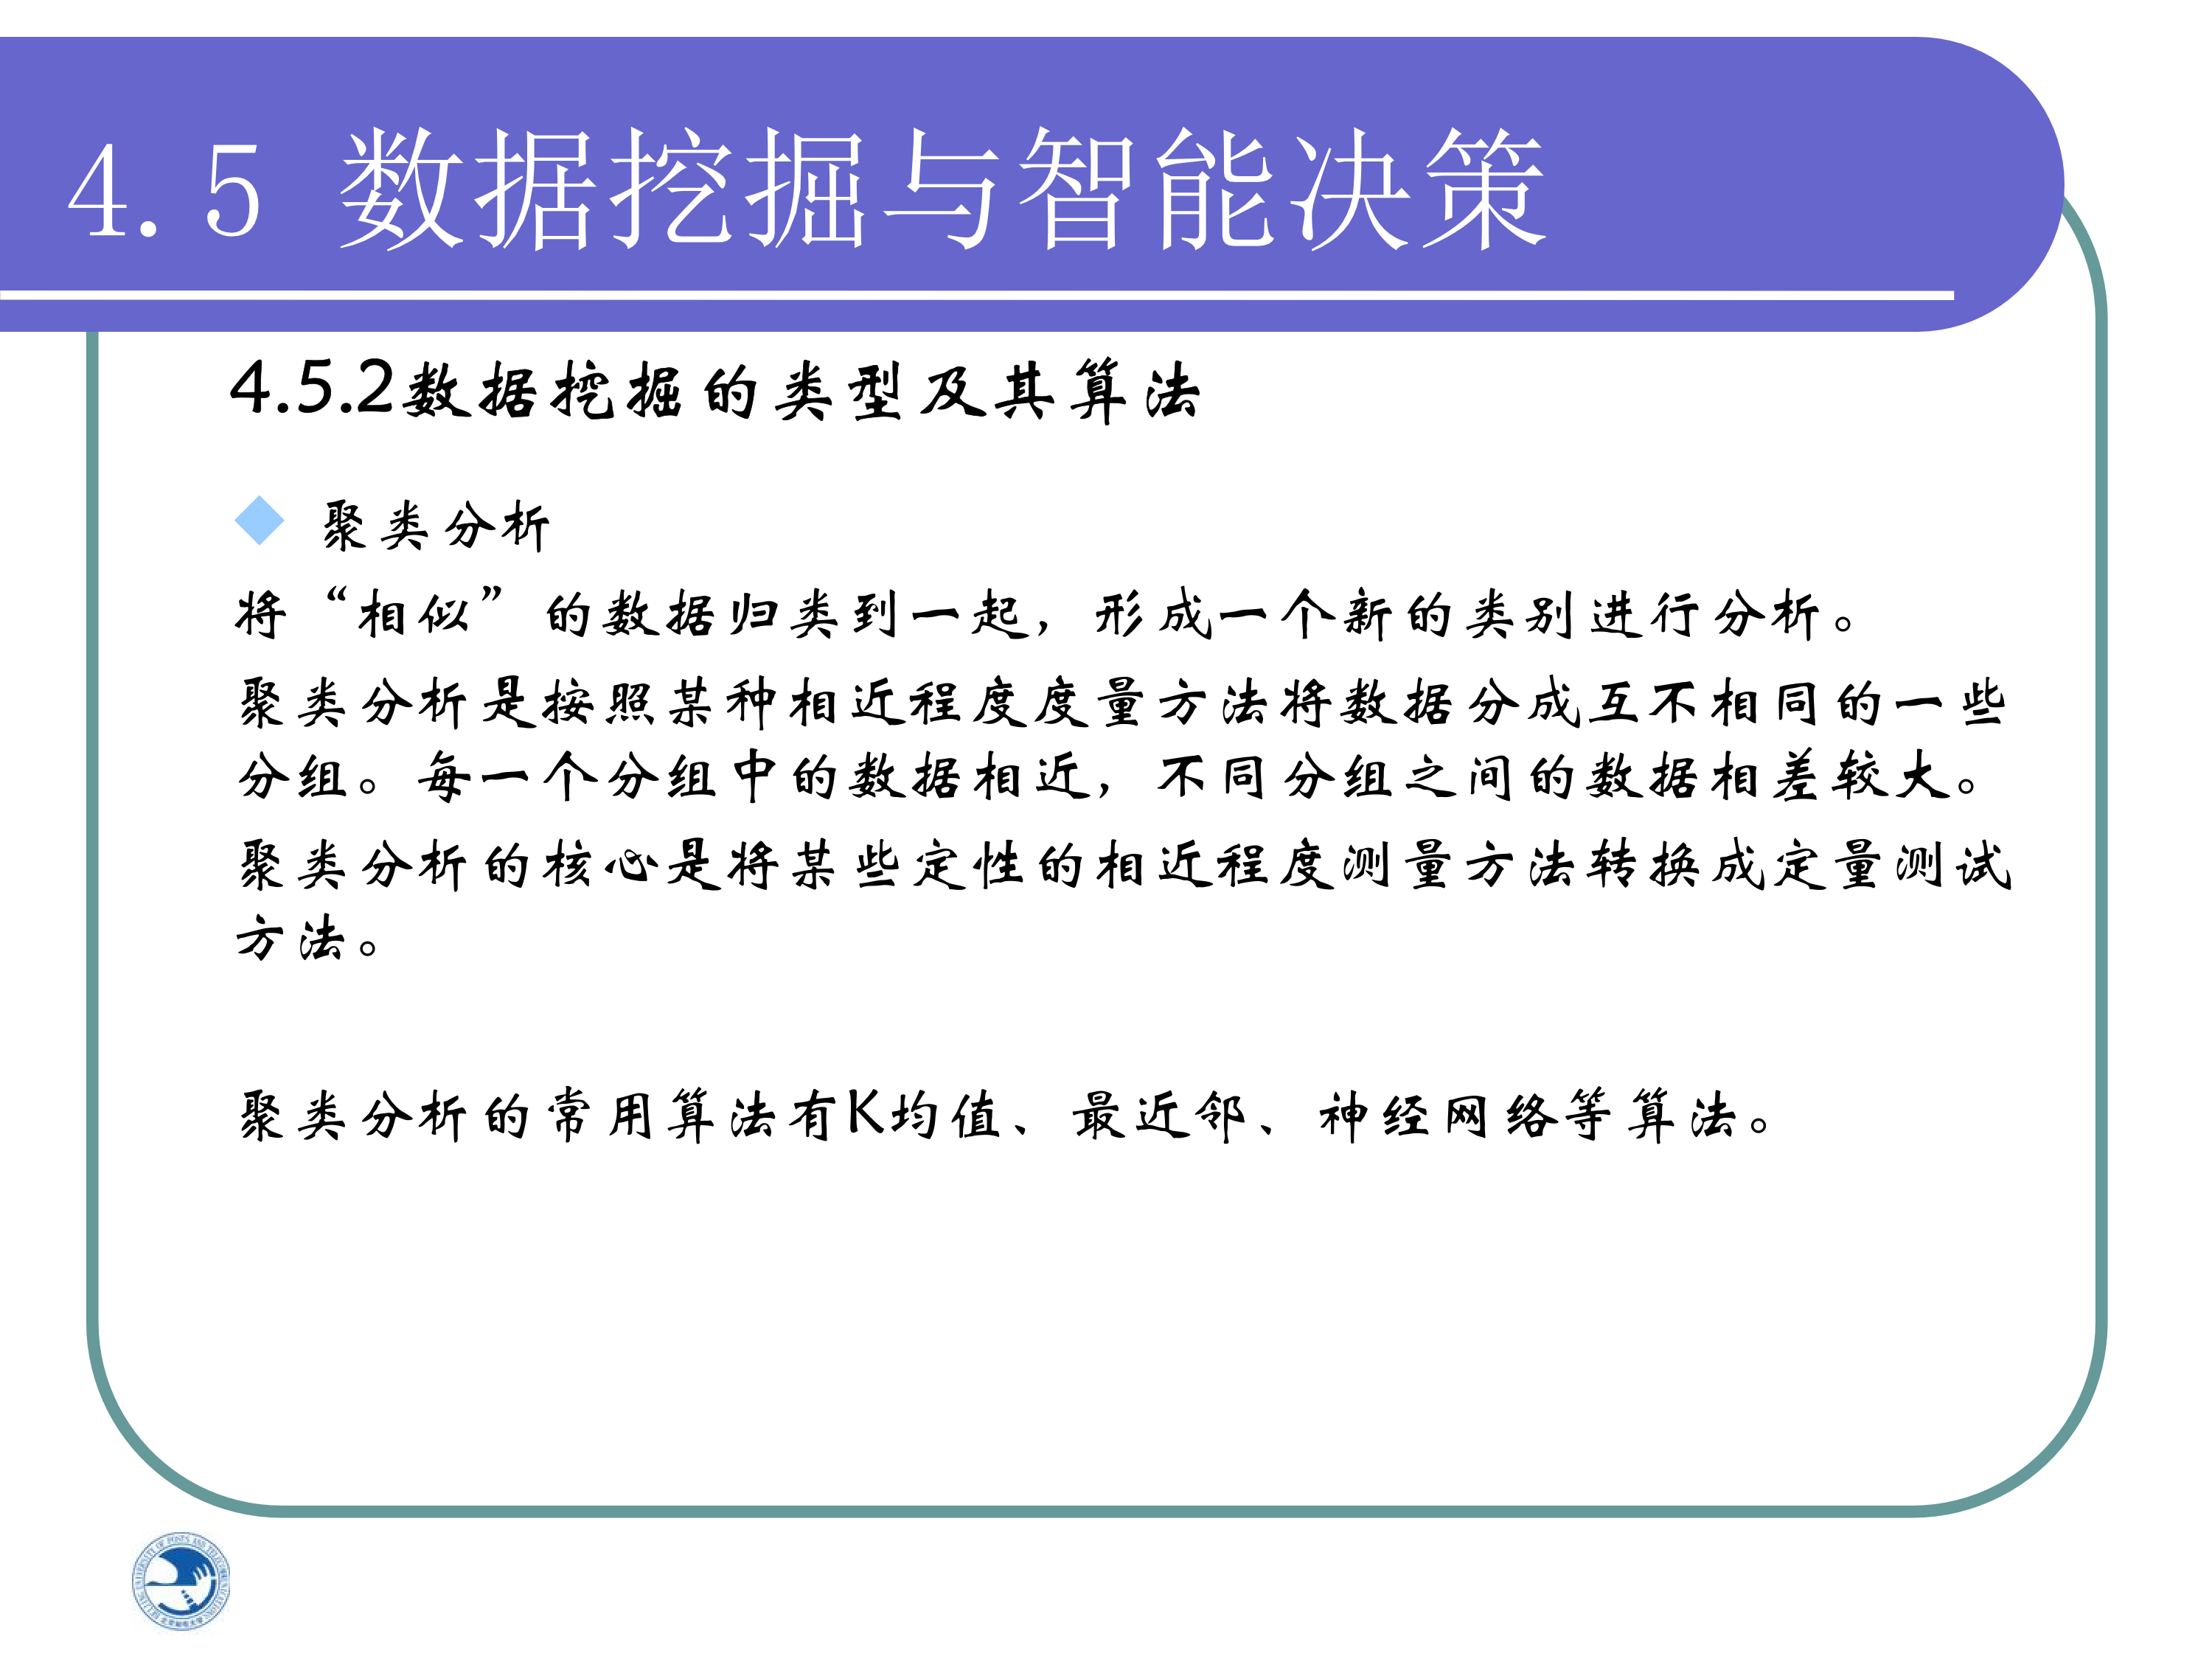 4.5 数据挖掘与智能决策
4.5.2数据挖掘的类型及其算法
聚类分析
将“相似”的数据归类到一起，形成一个新的类别进行分析。
聚类分析是按照某种相近程度度量方法将数据分成互不相同的一些
分组。每一个分组中的数据相近，不同分组之间的数据相差较大。
聚类分析的核心是将某些定性的相近程度测量方法转换成定量测试
方法。
聚类分析的常用算法有K均值、最近邻、神经网络等算法。